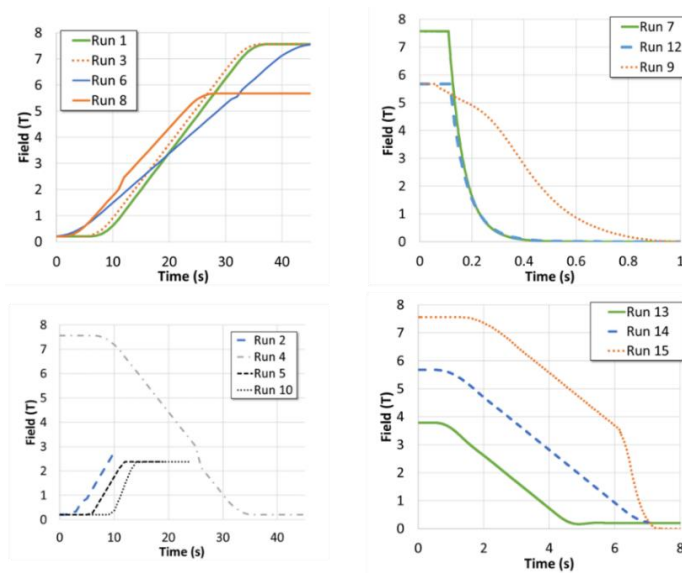 8
7
6
5
4
3
2
1
0
Field (T)
0 10 20 30 40
Time (s)
Run 1
Run 3
Run 6
Run 8
8
7
6
5
4
3
2
1
0
Field (T)
0 0.2 0.4 0.6 0.8 1
Time (s)
Run 7
Run 12
Run 9
8
7
6
5
4
3
2
1
0
Field (T)
0 10 20 30 40
Time (s)
Run 2
Run 4
Run 5
Run 10
8
7
6
5
4
3
2
1
0
Field (T)
0 2 4 6 8
Time (s)
Run 13
Run 14
Run 15